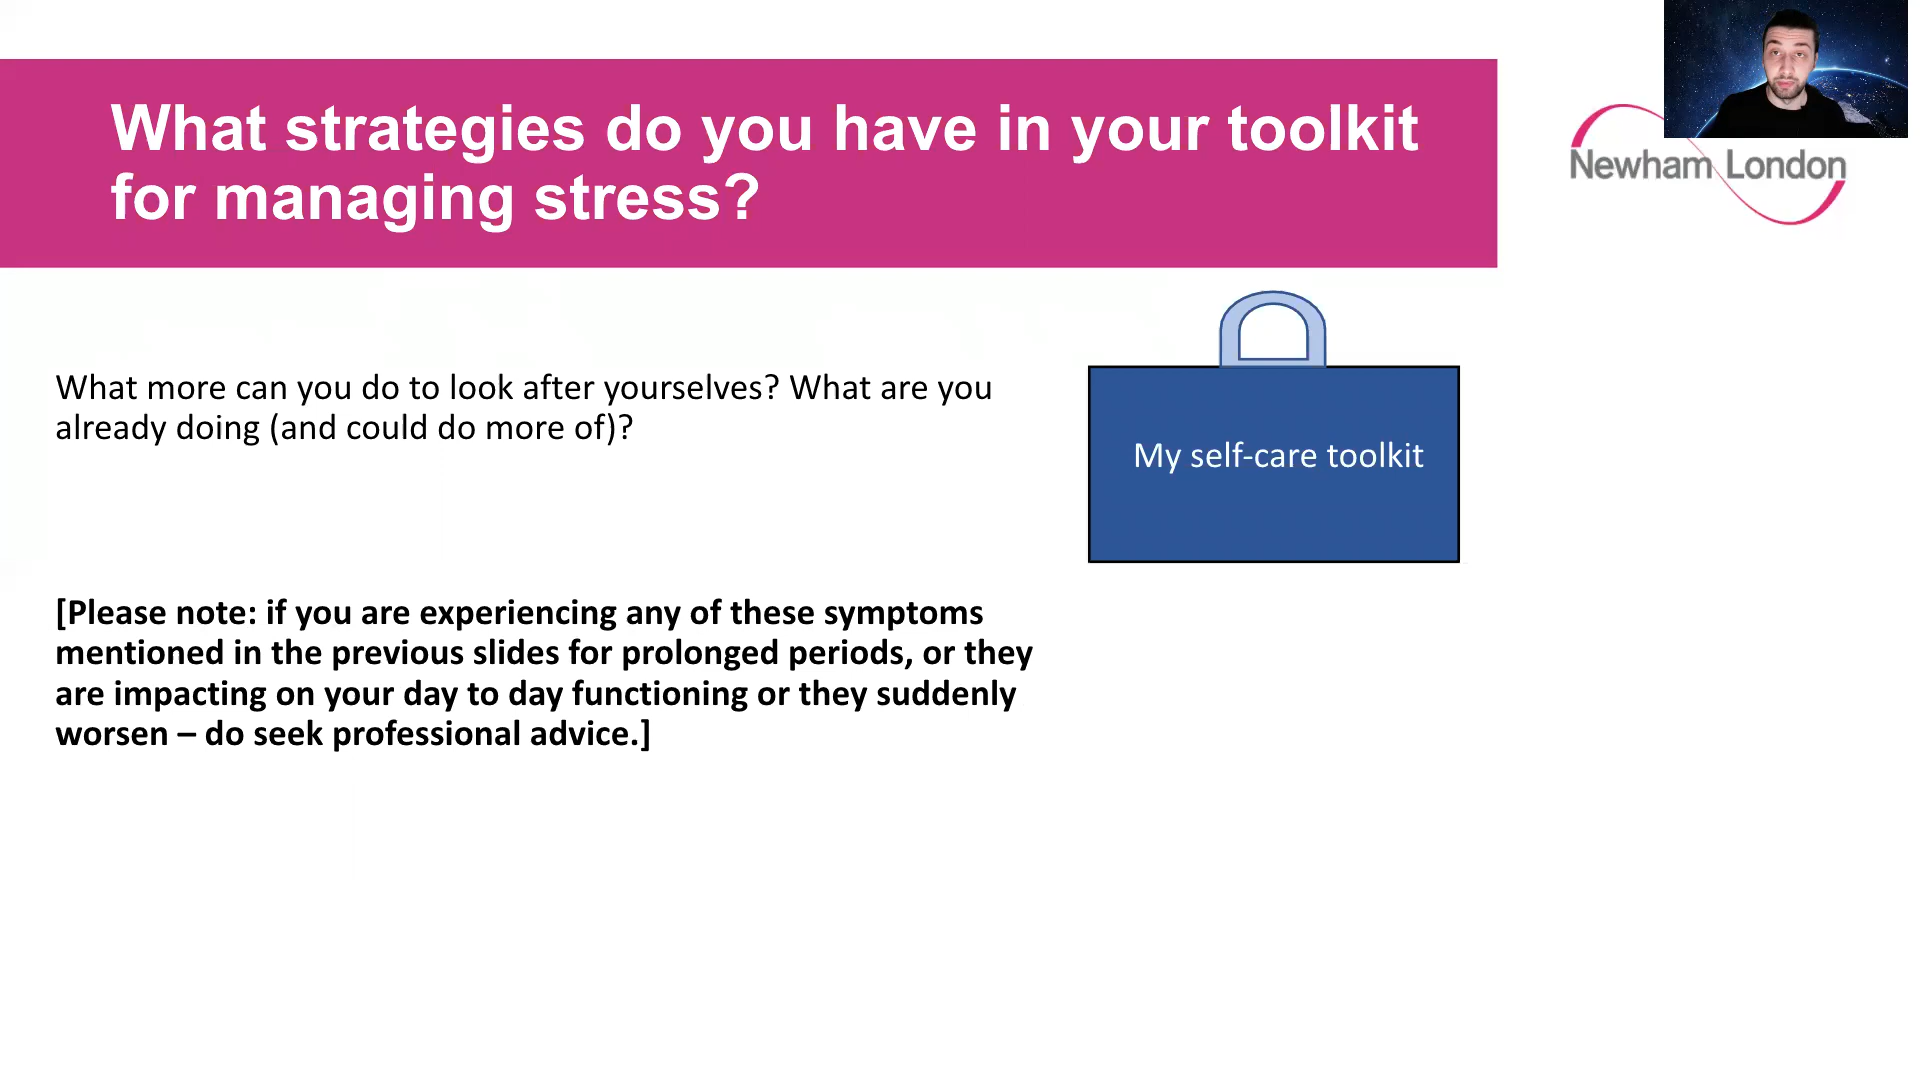 What strategies do you have in your toolkit
for managing stress?
Newham London
What more can you do to look after yourselves? What are you
already doing (and could do more of)?
My self-care toolkit
[Please note: if you are experiencing any of these symptoms
mentioned in the previous slides for prolonged periods, or they
are impacting on your day to day functioning or they suddenly
worsen – do seek professional advice.]